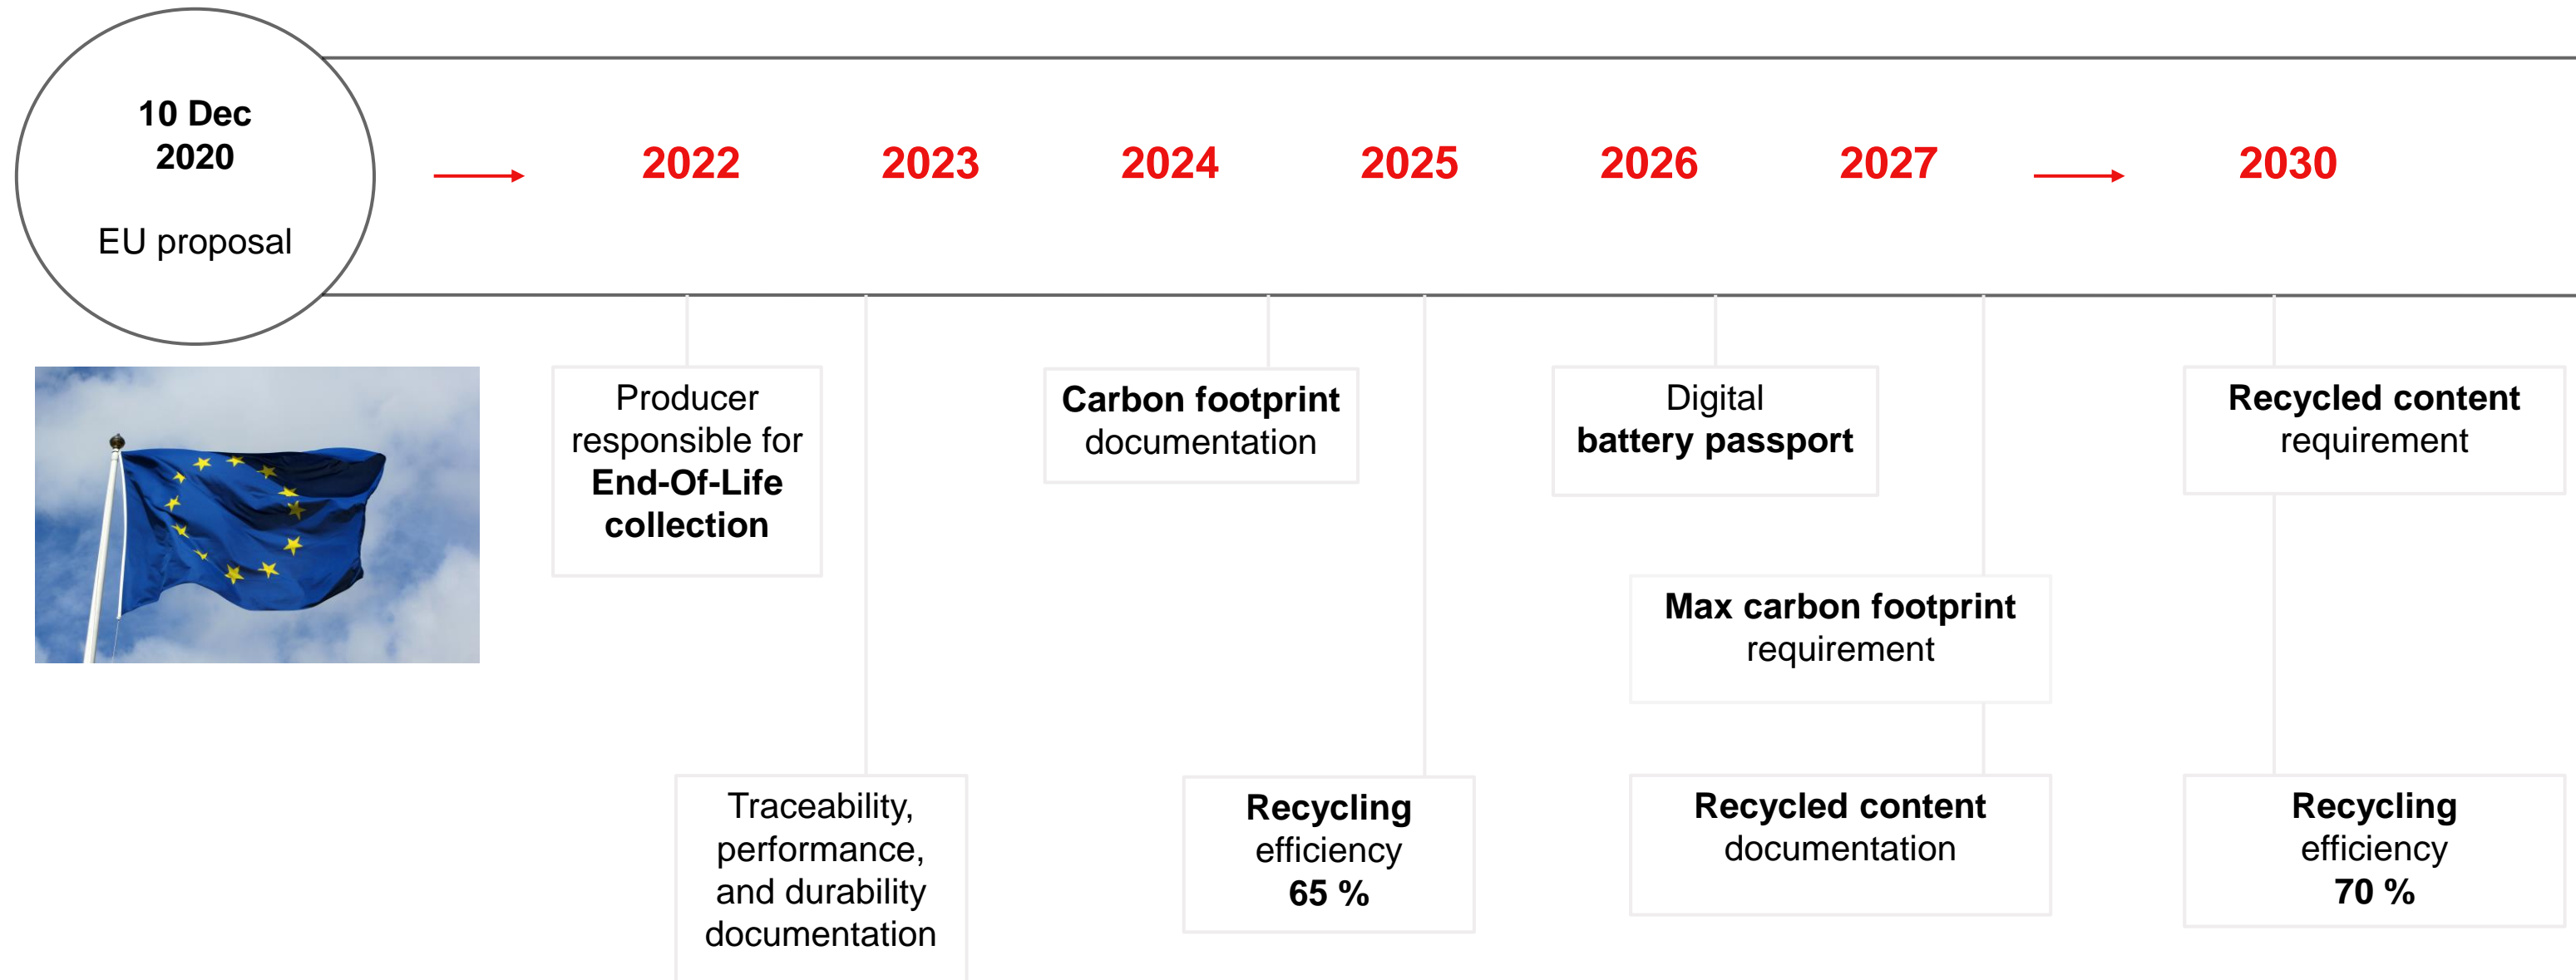 10 Dec
2020
EU proposal
2022
2023
2024
2025
2026
2027
2030
Producer
responsible for
End-Of-Life
collection
Carbon footprint
documentation
Digital
battery passport
Recycled content
requirement
Max carbon footprint
requirement
Traceability,
performance,
and durability
documentation
Recycling
efficiency
65 %
Recycled content
documentation
Recycling
efficiency
70 %